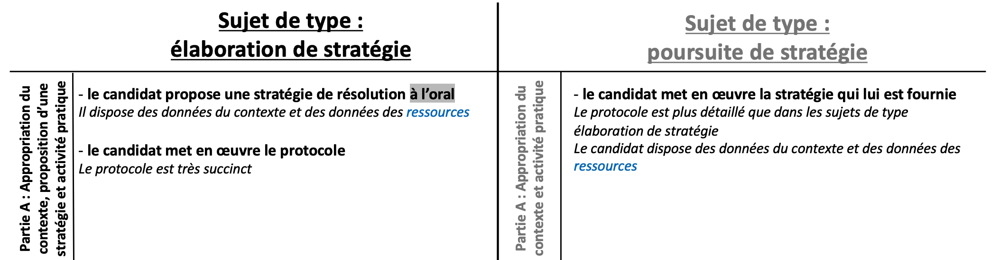 Sujet de type :
élaboration de stratégie
Partie A : Appropriation du
contexte, proposition d’une
stratégie et activité pratique
- le candidat propose une stratégie de résolution à l’oral
Il dispose des données du contexte et des données des ressources
- le candidat met en œuvre le protocole
Le protocole est très succinct
Sujet de type :
poursuite de stratégie
Partie A : Appropriation du
contexte et activité pratique
- le candidat met en œuvre la stratégie qui lui est fournie
Le protocole est plus détaillé que dans les sujets de type
élaboration de stratégie
Le candidat dispose des données du contexte et des données des
ressources